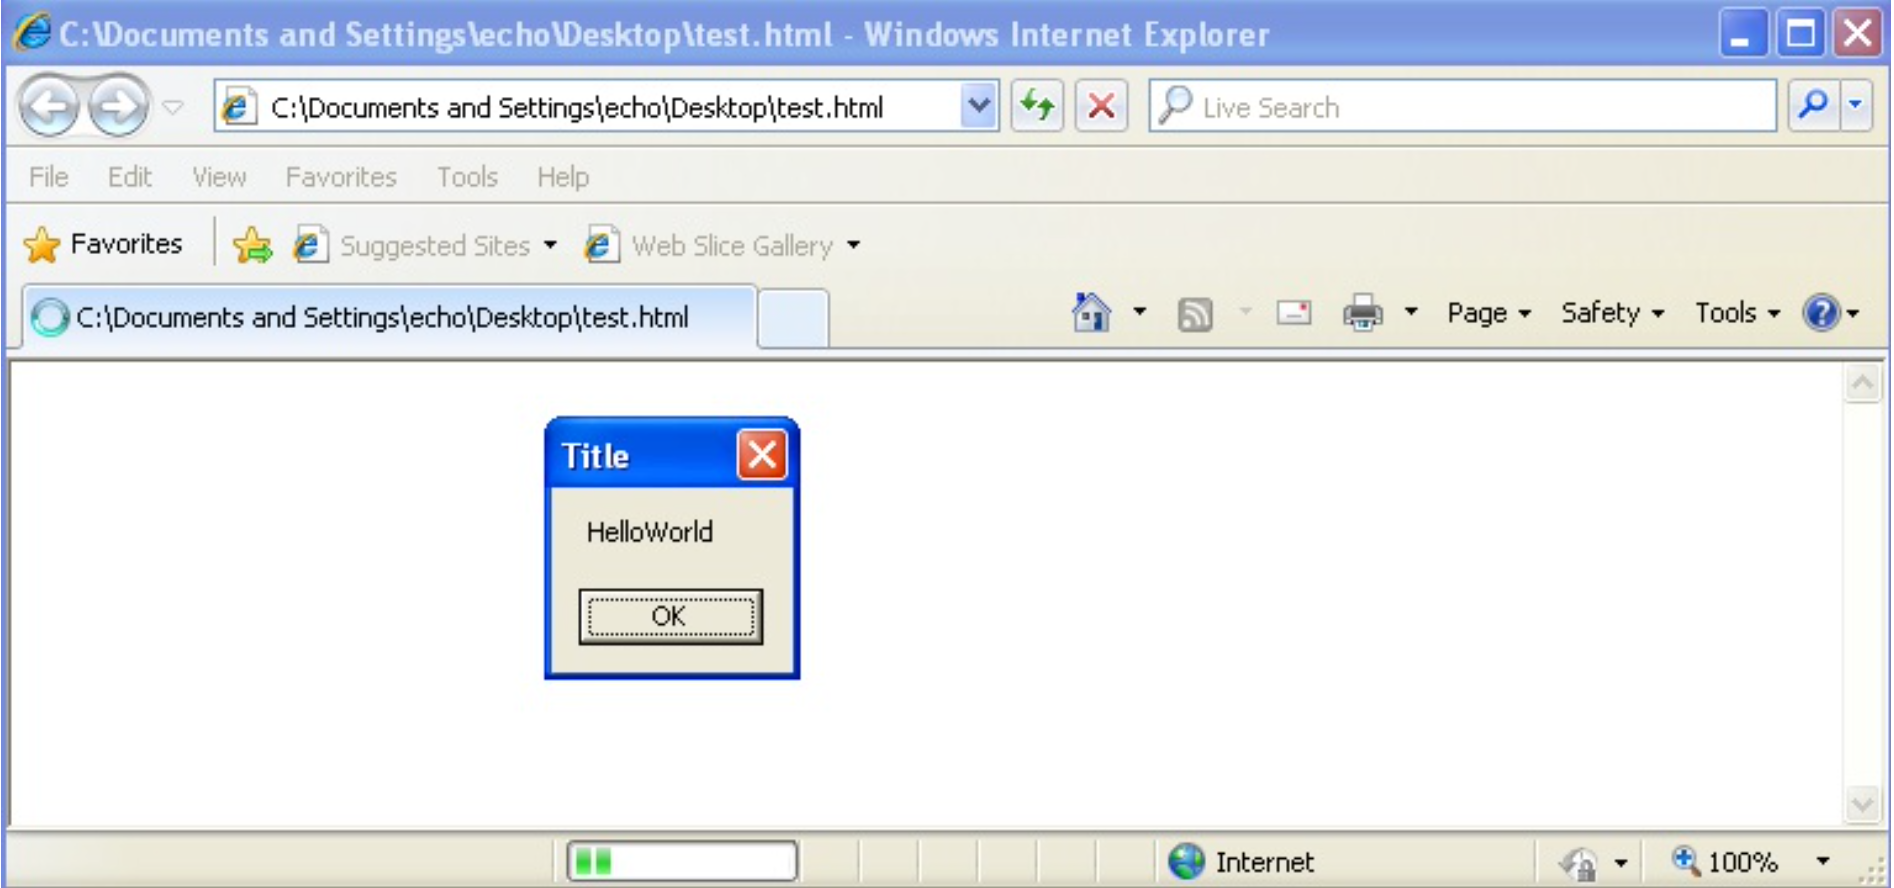 C:\Documents and Settings\echo\Desktop\test.html - Windows Internet Explorer
C:\Documents and Settings\echo\Desktop\test.html Live Search
File Edit View Favorites Tools Help
Favorites Suggested Sites Web Slice Gallery
C:\Documents and Settings\echo\Desktop\test.html Page Safety Tools
Title
HelloWorld
OK
Internet 100%